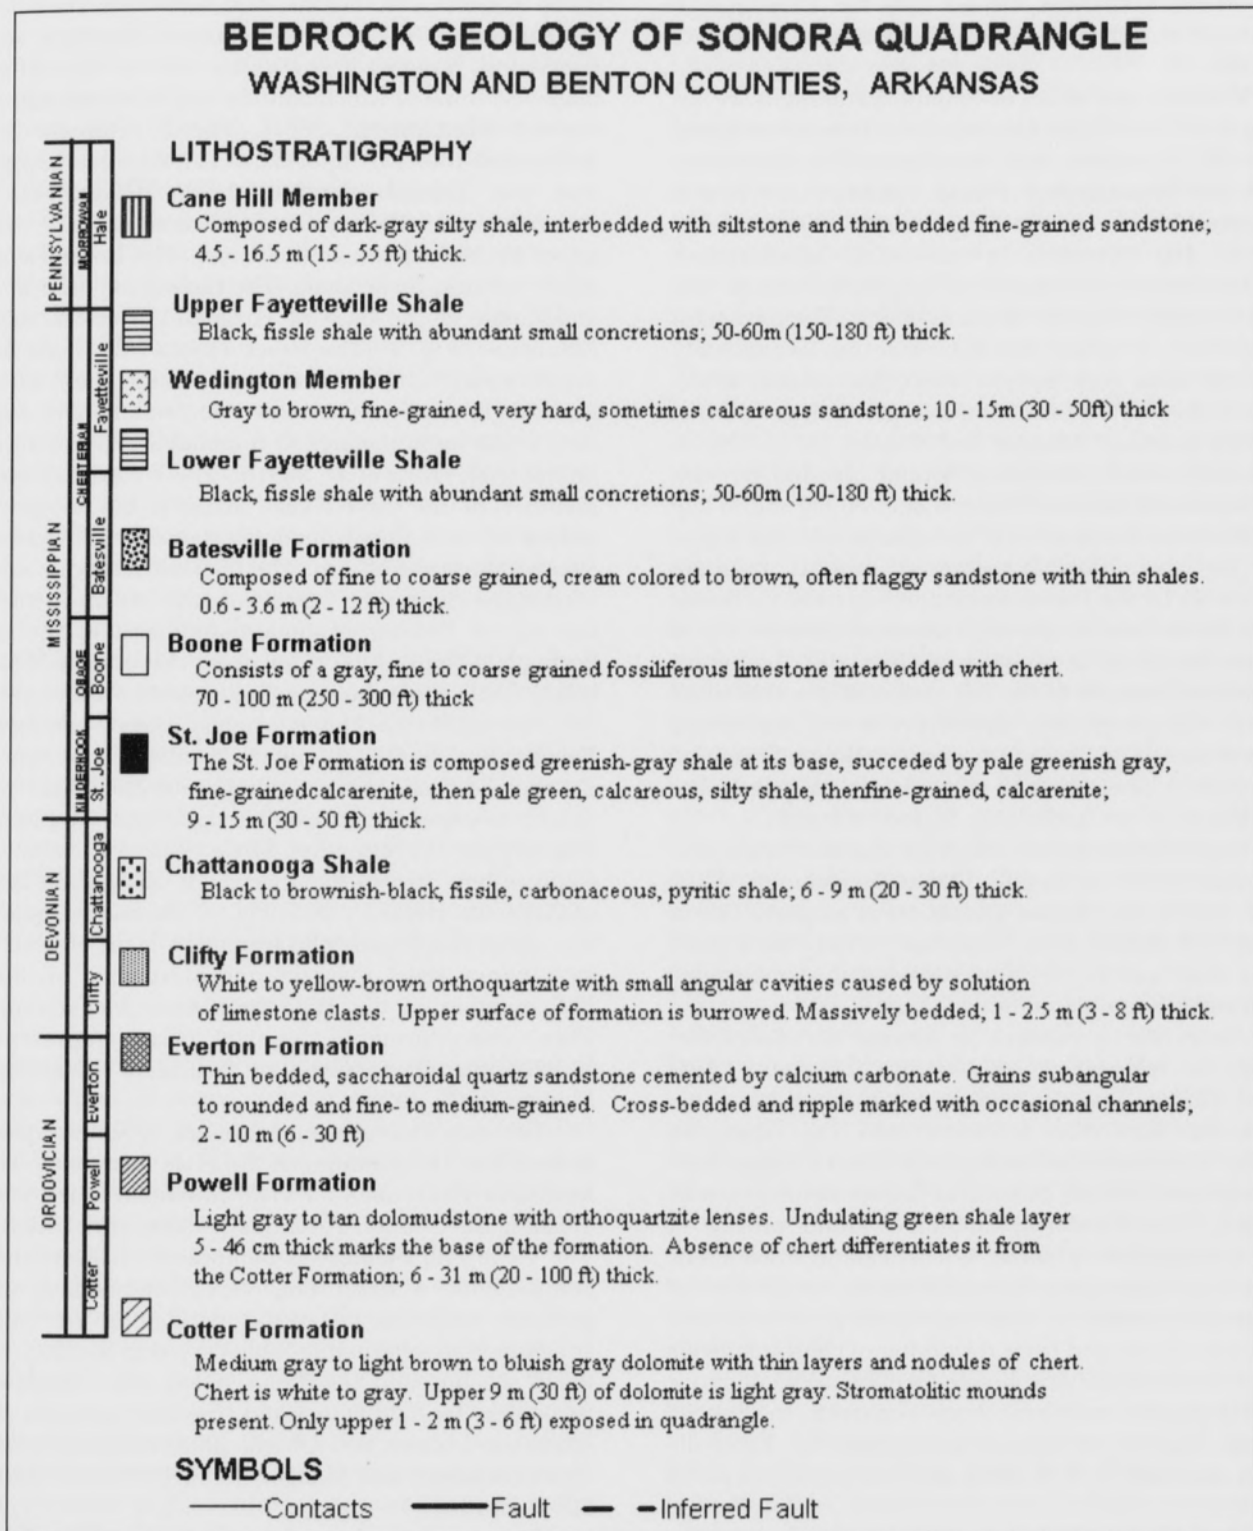 BEDROCK GEOLOGY OF SONORA QUADRANGLE
WASHINGTON AND BENTON COUNTIES, ARKANSAS
LITHOSTRATIGRAPHY
PENNSYLVANIAN
MORROWAN
Hale
Cane Hill Member
Composed of dark-gray silty shale, interbedded with siltstone and thin bedded fine-grained sandstone;
4.5 - 16.5 m (15 - 55 ft) thick.
MISSISSIPPIAN
CHESTERIAN
Fayetteville
Upper Fayetteville Shale
Black, fissle shale with abundant small concretions; 50-60m (150-180 ft) thick.
Wedington Member
Gray to brown, fine-grained, very hard, sometimes calcareous sandstone; 10 - 15m (30 - 50ft) thick
Lower Fayetteville Shale
Black, fissle shale with abundant small concretions; 50-60m (150-180 ft) thick.
Batesville
Batesville Formation
Composed of fine to coarse grained, cream colored to brown, often flaggy sandstone with thin shales.
0.6 - 3.6 m (2 - 12 ft) thick.
OSAGE
Boone
Boone Formation
Consists of a gray, fine to coarse grained fossiliferous limestone interbedded with chert.
70 - 100 m (250 - 300 ft) thick
KINDERHOOK
St. Joe
St. Joe Formation
The St. Joe Formation is composed greenish-gray shale at its base, succeded by pale greenish gray,
fine-grainedcalcarenite, then pale green, calcareous, silty shale, thenfine-grained, calcarenite;
9 - 15 m (30 - 50 ft) thick.
DEVONIAN
Chattanooga
Chattanooga Shale
Black to brownish-black, fissile, carbonaceous, pyritic shale; 6 - 9 m (20 - 30 ft) thick.
Clifty
Clifty Formation
White to yellow-brown orthoquartzite with small angular cavities caused by solution
of limestone clasts. Upper surface of formation is burrowed. Massively bedded; 1 - 2.5 m (3 - 8 ft) thick.
ORDOVICIAN
Everton
Everton Formation
Thin bedded, saccharoidal quartz sandstone cemented by calcium carbonate. Grains subangular
to rounded and fine- to medium-grained. Cross-bedded and ripple marked with occasional channels;
2 - 10 m (6 - 30 ft)
Powell
Powell Formation
Light gray to tan dolomudstone with orthoquartzite lenses. Undulating green shale layer
5 - 46 cm thick marks the base of the formation. Absence of chert differentiates it from
the Cotter Formation; 6 - 31 m (20 - 100 ft) thick.
Cotter
Cotter Formation
Medium gray to light brown to bluish gray dolomite with thin layers and nodules of chert.
Chert is white to gray. Upper 9 m (30 ft) of dolomite is light gray. Stromatolitic mounds
present. Only upper 1 - 2 m (3 - 6 ft) exposed in quadrangle.
SYMBOLS
Contacts Fault Inferred Fault